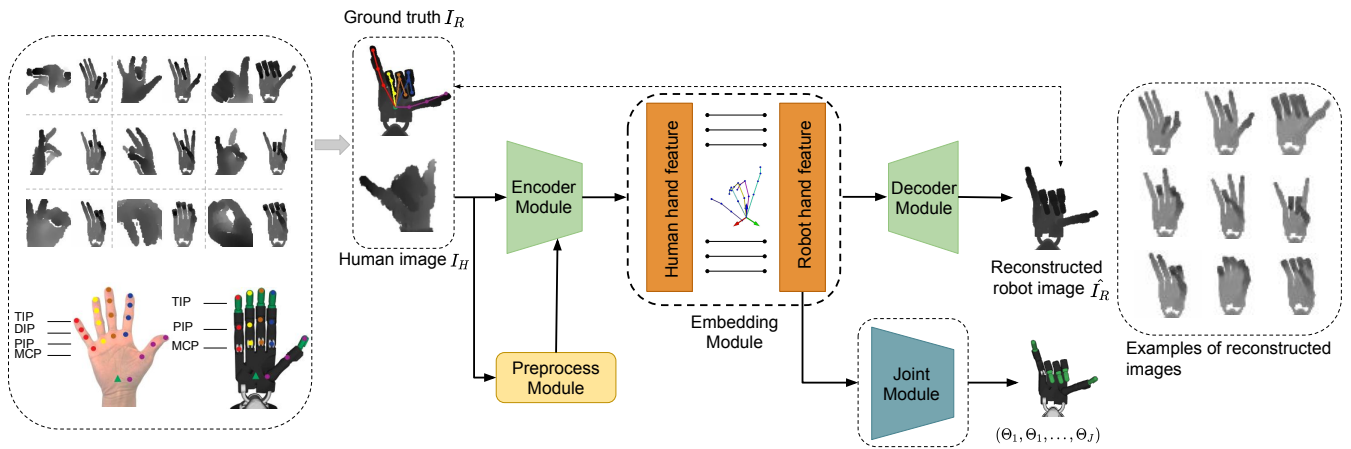 Ground truth I_R
Human image I_H
TIP
DIP
PIP
MCP
TIP
PIP
MCP
Encoder
Module
Preprocess
Module
Human hand feature
Robot hand feature
Embedding
Module
Decoder
Module
Reconstructed
robot image \hat{I_R}
Joint
Module
(Θ_1, Θ_1, . . . , Θ_J)
Examples of reconstructed
images